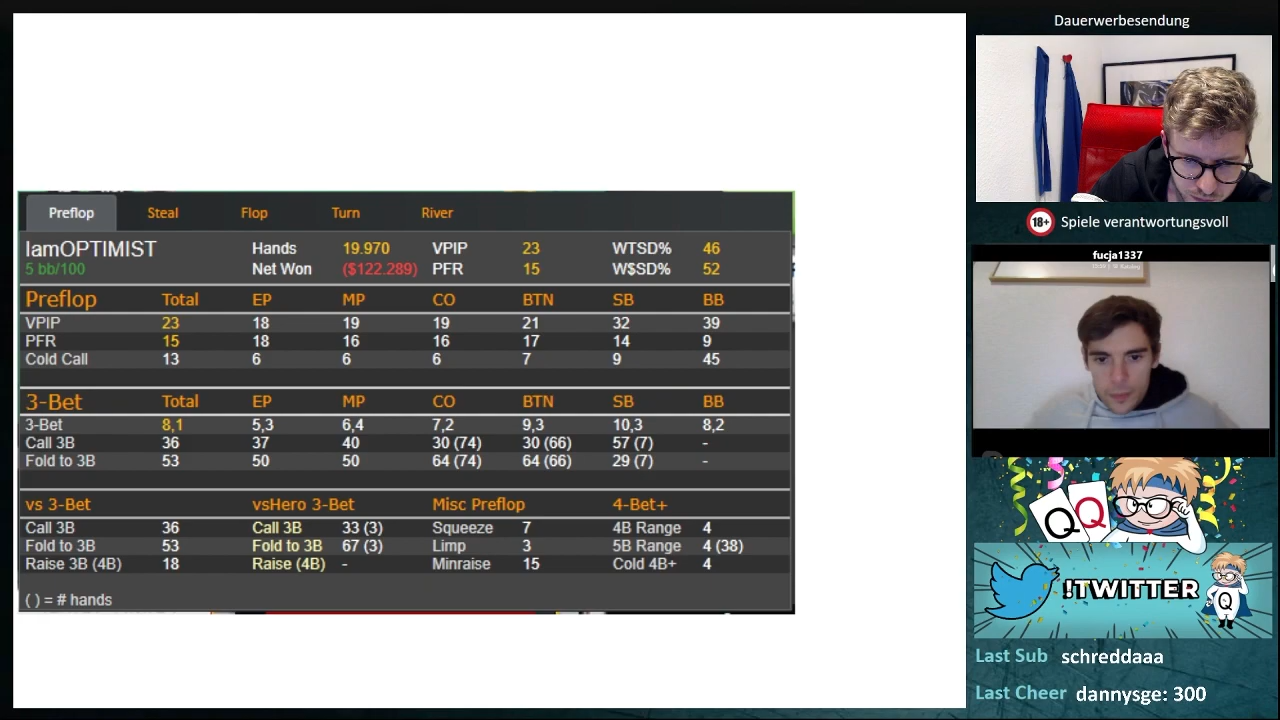 Dauerwerbesendung
Preflop Steal Flop Turn River
IamOPTIMIST Hands 19.970 VPIP 23 WTSD% 46
5 bb/100 Net Won ($122.289) PFR 15 W$SD% 52
Preflop Total EP MP CO BTN SB BB
VPIP 23 18 19 19 21 32 39
PFR 15 18 16 16 17 14 9
Cold Call 13 6 6 6 7 9 45
3-Bet Total EP MP CO BTN SB BB
3-Bet 8,1 5,3 6,4 7,2 9,3 10,3 8,2
Call 3B 36 37 40 30 (74) 30 (66) 57 (7) -
Fold to 3B 53 50 50 64 (74) 64 (66) 29 (7) -
vs 3-Bet vsHero 3-Bet Misc Preflop 4-Bet+
Call 3B 36 Call 3B 33 (3) Squeeze 7 4B Range 4
Fold to 3B 53 Fold to 3B 67 (3) Limp 3 5B Range 4 (38)
Raise 3B (4B) 18 Raise (4B) - Minraise 15 Cold 4B+ 4
( ) = # hands
18+ Spiele verantwortungsvoll
fucja1337
Q Q
!TWITTER
Q
Last Sub schreddaaa
Last Cheer dannysge: 300